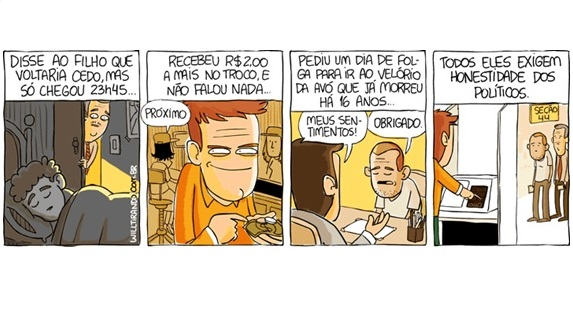 DISSE AO FILHO QUE
VOLTARIA CEDO, MAS
SÓ CHEGOU 23h45...
WILLTIRANDO.COM.BR
RECEBEU R$2,00
A MAIS NO TROCO, E
NÃO FALOU NADA...
PRÓXIMO
PEDIU UM DIA DE FOL-
GA PARA IR AO VELÓRIO
DA AVÓ QUE JÁ MORREU
HÁ 16 ANOS...
MEUS SEN-
TIMENTOS!
OBRIGADO.
TODOS ELES EXIGEM
HONESTIDADE DOS
POLÍTICOS.
SEÇÃO
44